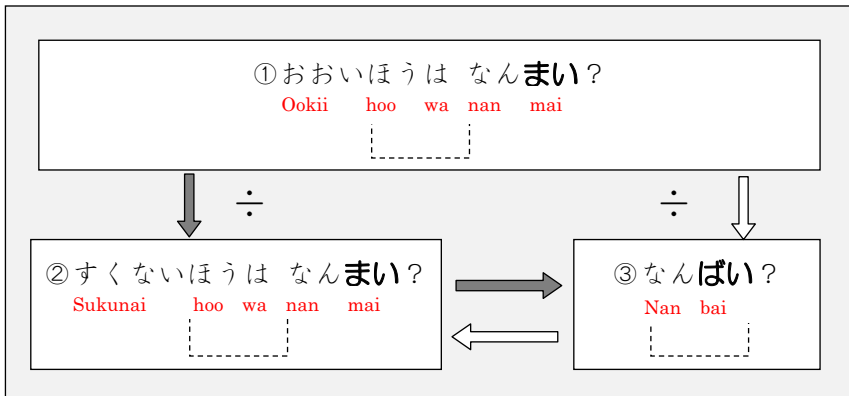 ①おおいほうは なんまい?
Ookii hoo wa nan mai
÷ ÷
②すくないほうは なんまい?
Sukunai hoo wa nan mai
③なんばい?
Nan bai